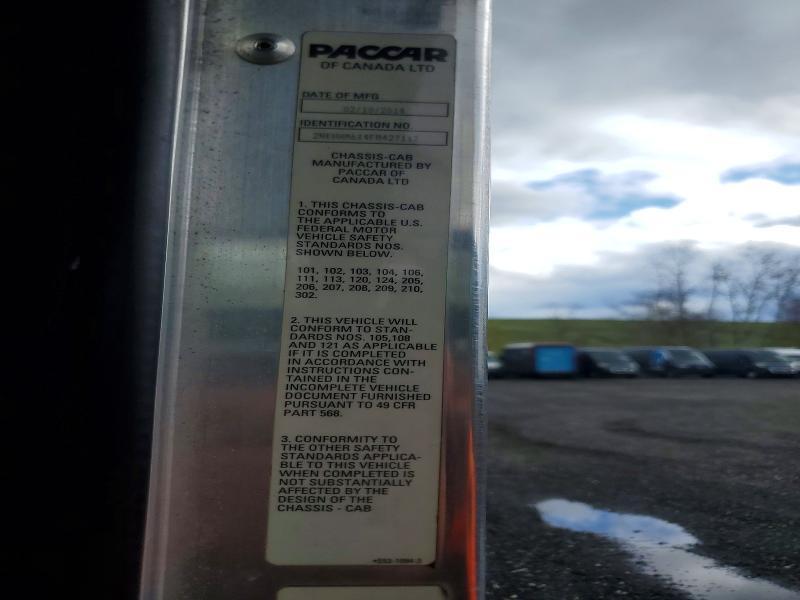 PACCAR
OF CANADA LTD
DATE OF MFG
IDENTIFICATION NO
CHASSIS-CAB
MANUFACTURED BY
PACCAR OF
CANADA LTD
1. THIS CHASSIS-CAB
CONFORMS TO
THE APPLICABLE U.S.
FEDERAL MOTOR
VEHICLE SAFETY
STANDARDS NOS.
SHOWN BELOW.
101, 102, 103, 104, 106,
111, 113, 120, 124, 205,
206, 207, 208, 209, 210,
302.
2. THIS VEHICLE WILL
CONFORM TO STAN-
DARDS NOS. 105,108
AND 121 AS APPLICABLE
IF IT IS COMPLETED
IN ACCORDANCE WITH
INSTRUCTIONS CON-
TAINED IN THE
INCOMPLETE VEHICLE
DOCUMENT FURNISHED
PURSUANT TO 49 CFR
PART 568.
3. CONFORMITY TO
THE OTHER SAFETY
STANDARDS APPLICA-
BLE TO THIS VEHICLE
WHEN COMPLETED IS
NOT SUBSTANTIALLY
AFFECTED BY THE
DESIGN OF THE
CHASSIS - CAB